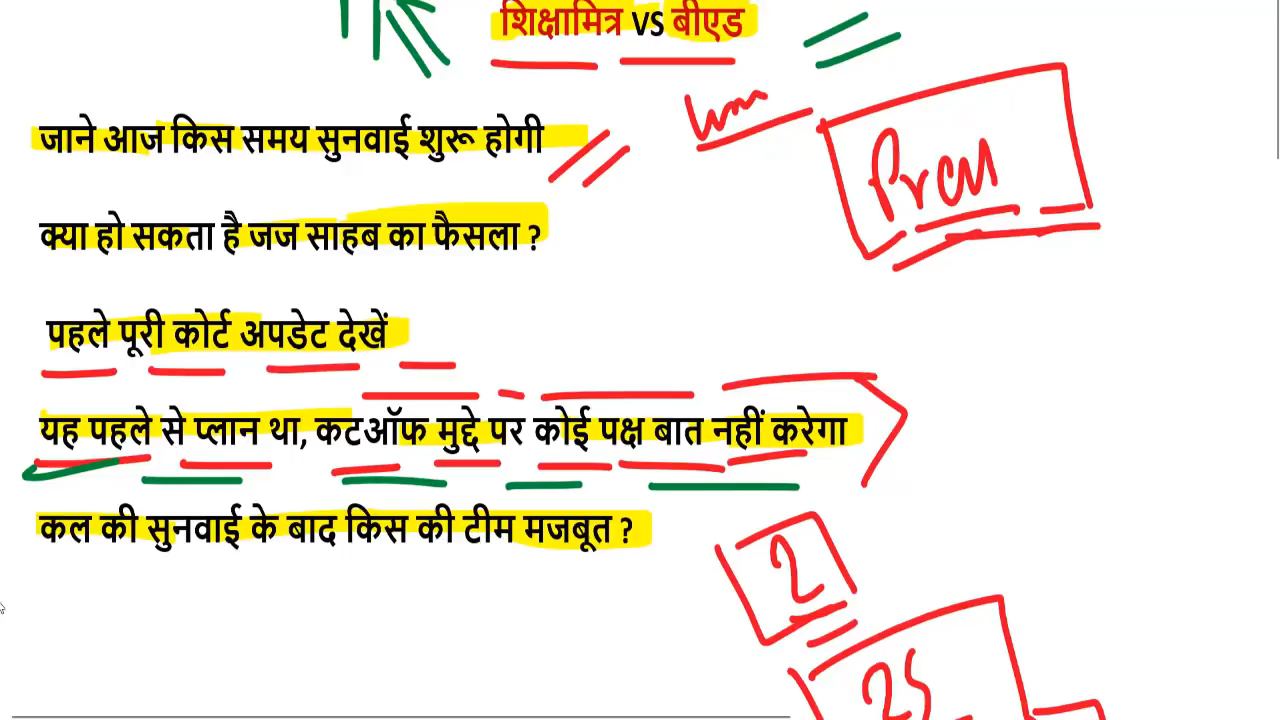 शिक्षामित्र vs बीएड
जाने आज किस समय सुनवाई शुरू होगी
क्या हो सकता है जज साहब का फैसला ?
पहले पूरी कोर्ट अपडेट देखें
यह पहले से प्लान था, कटऑफ मुद्दे पर कोई पक्ष बात नहीं करेगा
कल की सुनवाई के बाद किस की टीम मजबूत ?
2
25